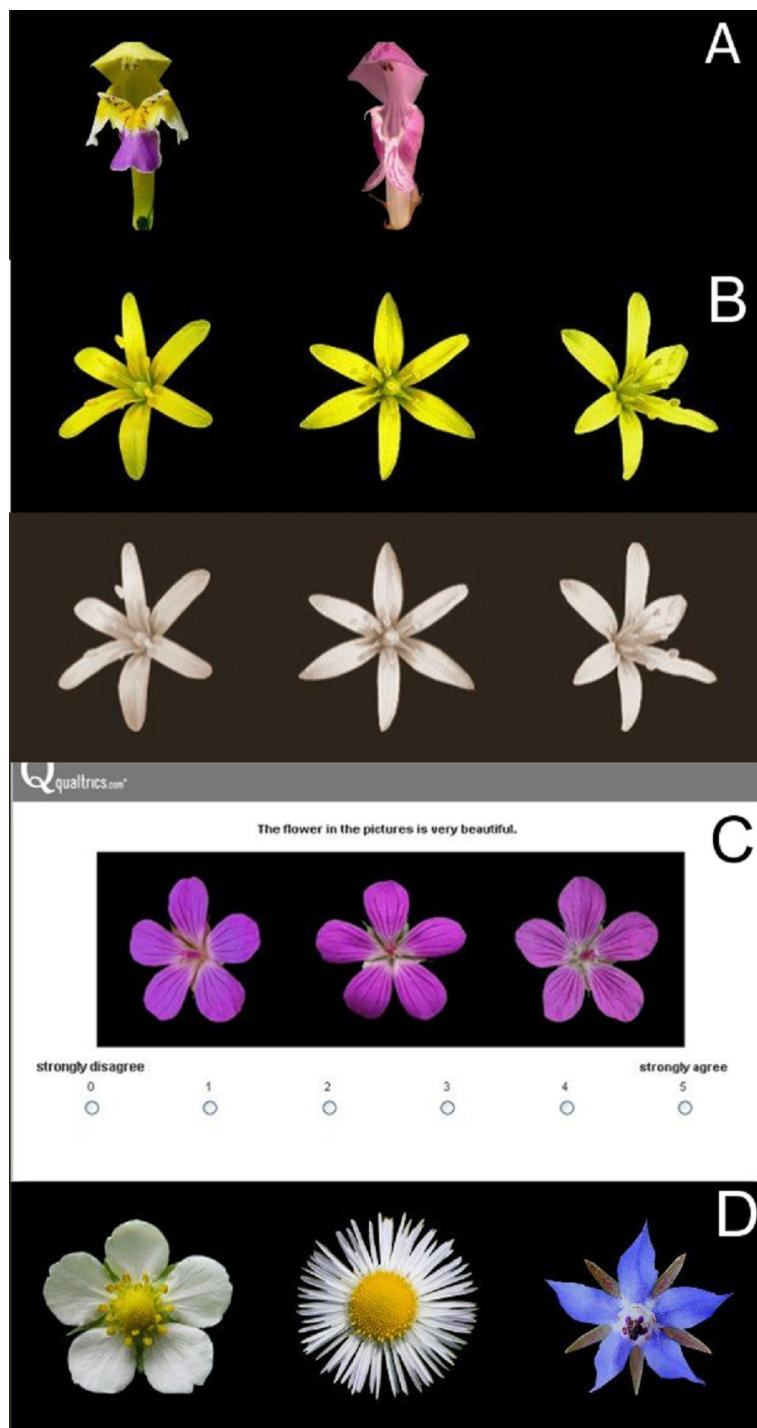 A
B
Qualtrics.com®
The flower in the pictures is very beautiful.
C
strongly disagree
strongly agree
0 1 2 3 4 5
D